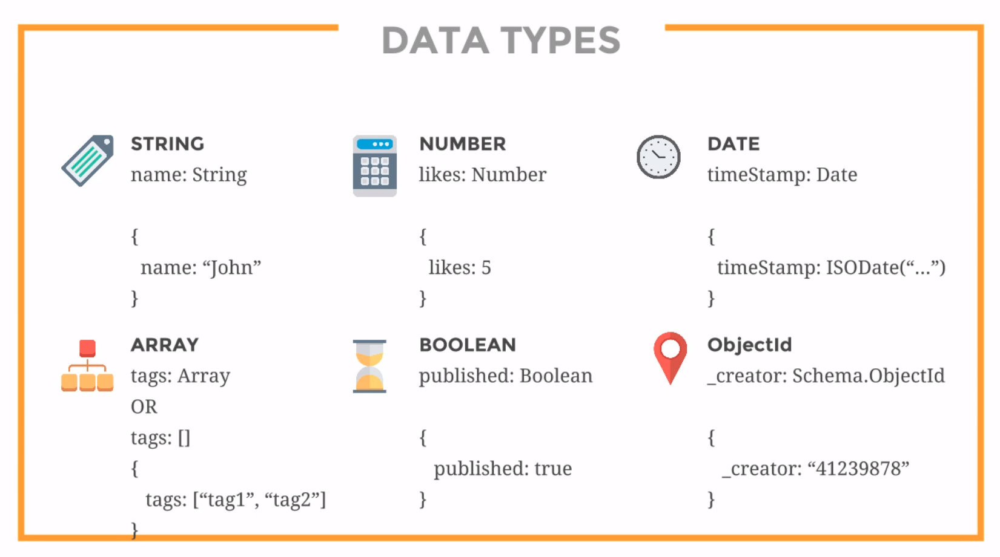 DATA TYPES
STRING
name: String
{
name: “John”
}
NUMBER
likes: Number
{
likes: 5
}
DATE
timeStamp: Date
{
timeStamp: ISODate(“…”)
}
ARRAY
tags: Array
OR
tags: []
{
tags: [“tag1”, “tag2”]
}
BOOLEAN
published: Boolean
{
published: true
}
ObjectId
_creator: Schema.ObjectId
{
_creator: “41239878”
}